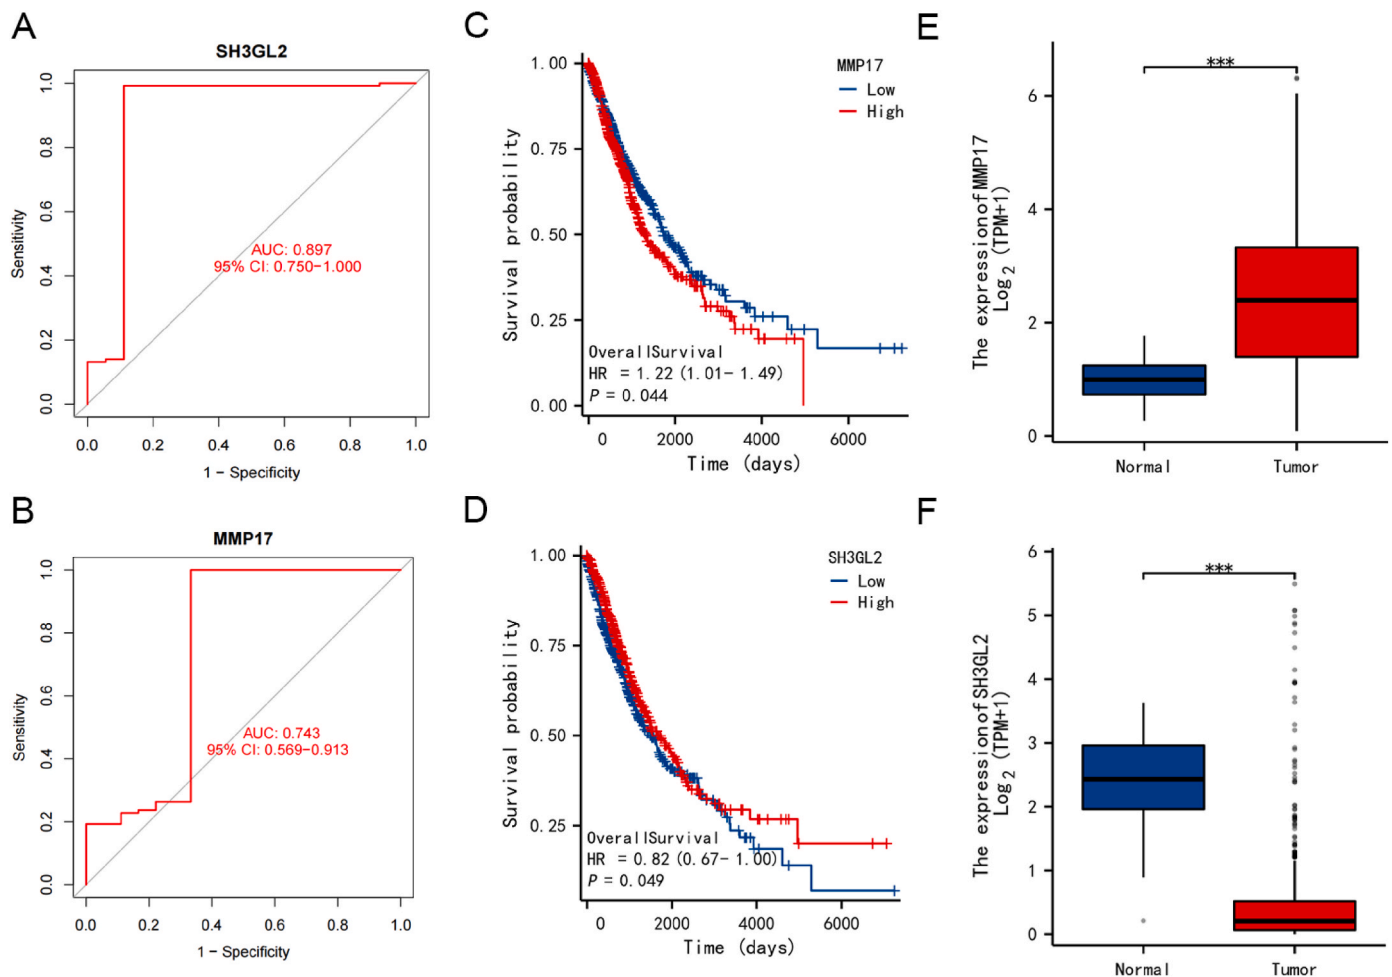 A
SH3GL2
Sensitivity
1.0
0.8
0.6
0.4
0.2
0.0
AUC: 0.897
95% CI: 0.750−1.000
0.0 0.2 0.4 0.6 0.8 1.0
1 − Specificity
B
MMP17
Sensitivity
1.0
0.8
0.6
0.4
0.2
0.0
AUC: 0.743
95% CI: 0.569−0.913
0.0 0.2 0.4 0.6 0.8 1.0
1 − Specificity
C
Survival probability
1.00
0.75
0.50
0.25
0.00
MMP17
Low
High
OverallSurvival
HR = 1.22 (1.01− 1.49)
P = 0.044
0 2000 4000 6000
Time (days)
D
Survival probability
1.00
0.75
0.50
0.25
SH3GL2
Low
High
OverallSurvival
HR = 0.82 (0.67− 1.00)
P = 0.049
0 2000 4000 6000
Time (days)
E
The expression of MMP17
Log2 (TPM+1)
6
4
2
0
***
Normal Tumor
F
The expression of SH3GL2
Log2 (TPM+1)
6
5
4
3
2
1
0
***
Normal Tumor